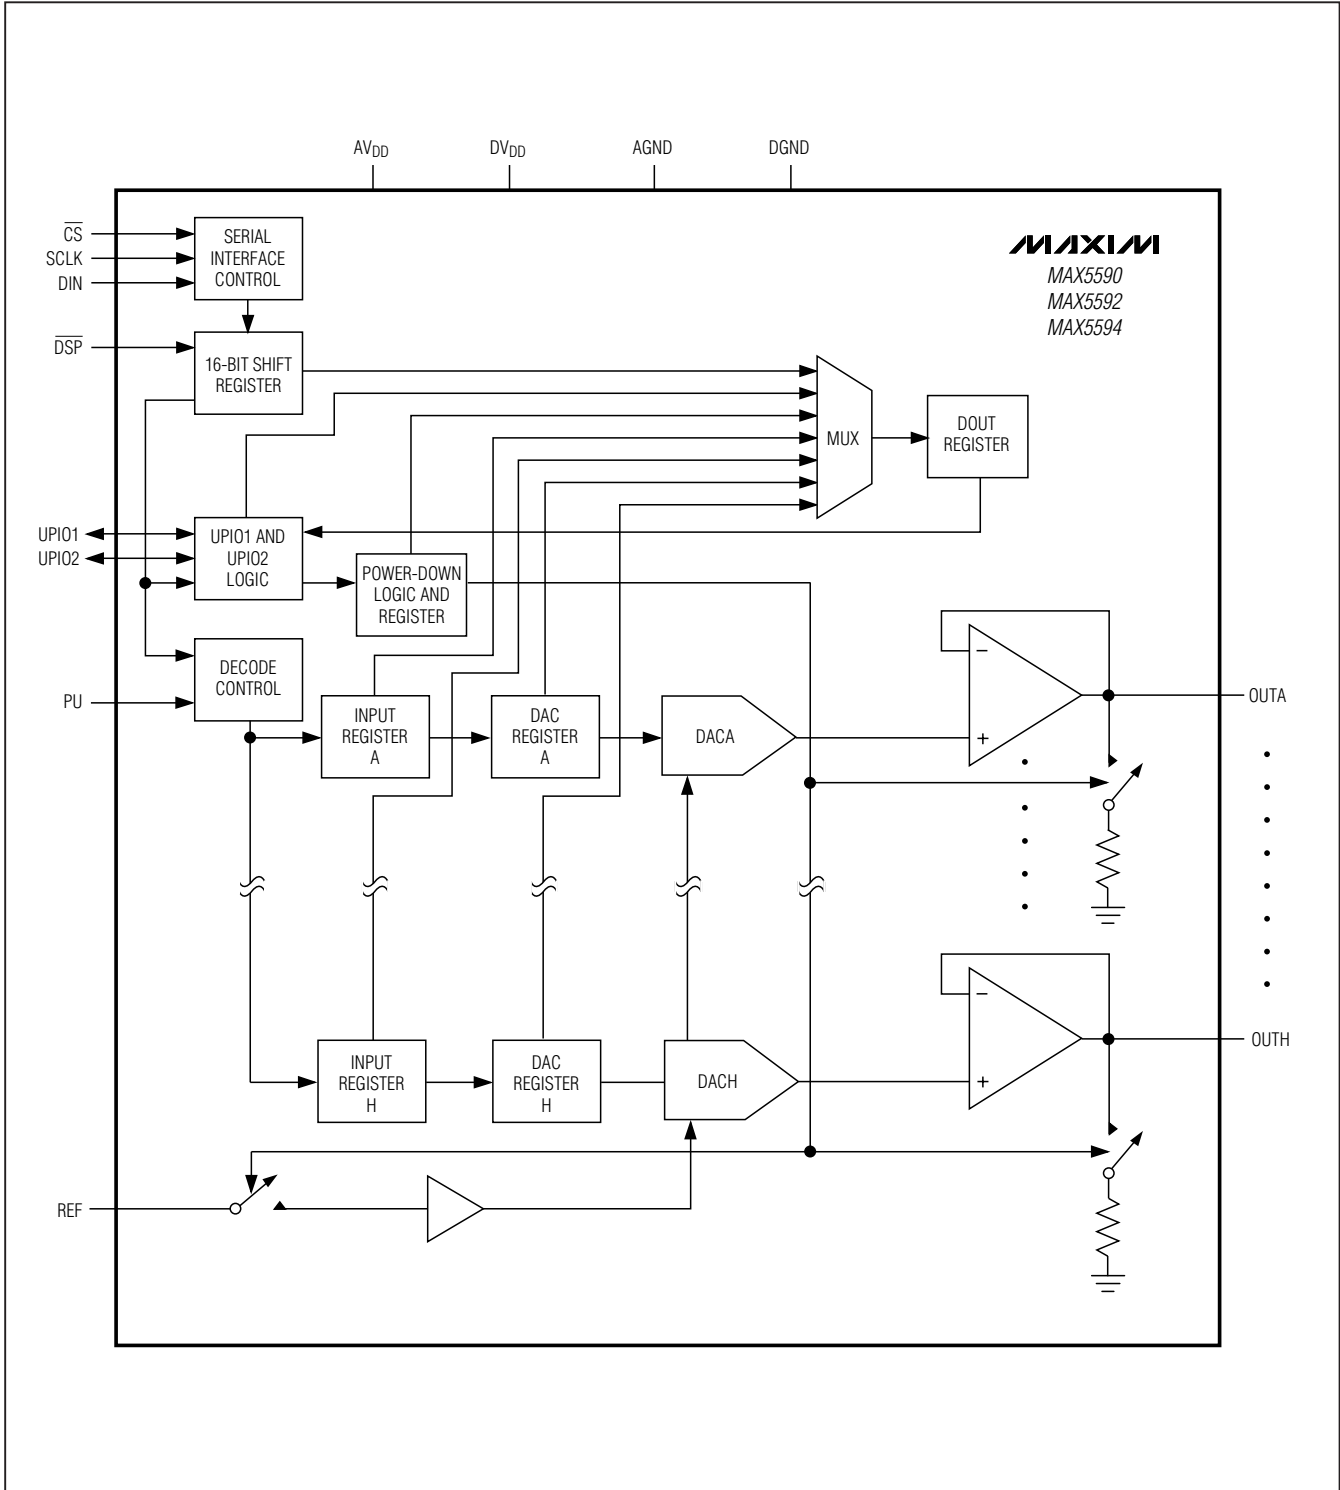 AVDD
DVDD
AGND
DGND
CS
SCLK
DIN
DSP
SERIAL
INTERFACE
CONTROL
MAXIM
MAX5590
MAX5592
MAX5594
16-BIT SHIFT
REGISTER
MUX
DOUT
REGISTER
UPIO1
UPIO2
UPIO1 AND
UPIO2
LOGIC
POWER-DOWN
LOGIC AND
REGISTER
PU
DECODE
CONTROL
INPUT
REGISTER
A
DAC
REGISTER
A
DACA
−
+
OUTA
INPUT
REGISTER
H
DAC
REGISTER
H
DACH
−
+
OUTH
REF